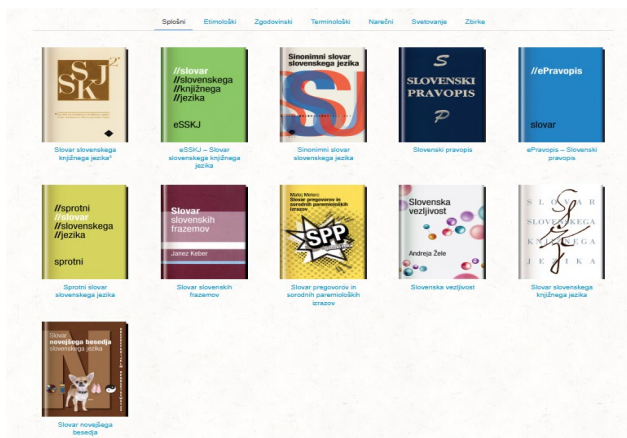 Splošni Etimološki Zgodovinski Terminološki Narečni Svetovanje Zbirke
SSKJ²
Slovar slovenskega
knjižnega jezika²
//slovar
//slovenskega
//knjižnega
//jezika
eSSKJ
eSSKJ – Slovar
slovenskega knjižnega
jezika
Sinonimni slovar
slovenskega jezika
Sinonimni slovar
slovenskega jezika
S
SLOVENSKI
PRAVOPIS
P
Slovenski pravopis
//ePravopis
slovar
ePravopis – Slovenski
pravopis
//sprotni
//slovar
//slovenskega
//jezika
sprotni
Sprotni slovar
slovenskega jezika
Slovar
slovenskih
frazemov
Janez Keber
Slovar slovenskih
frazemov
Matej Meterc
Slovar pregovorov in
sorodnih paremioloških
izrazov
SPP
Slovar pregovorov in
sorodnih paremioloških
izrazov
Slovenska
vezljivost
Andreja Žele
Slovenska vezljivost
SLOVAR
SLOVENSKEGA
KNJIŽNEGA
JEZIKA
Slovar slovenskega
knjižnega jezika
Slovar
novejšega besedja
slovenskega jezika
Slovar novejšega
besedja